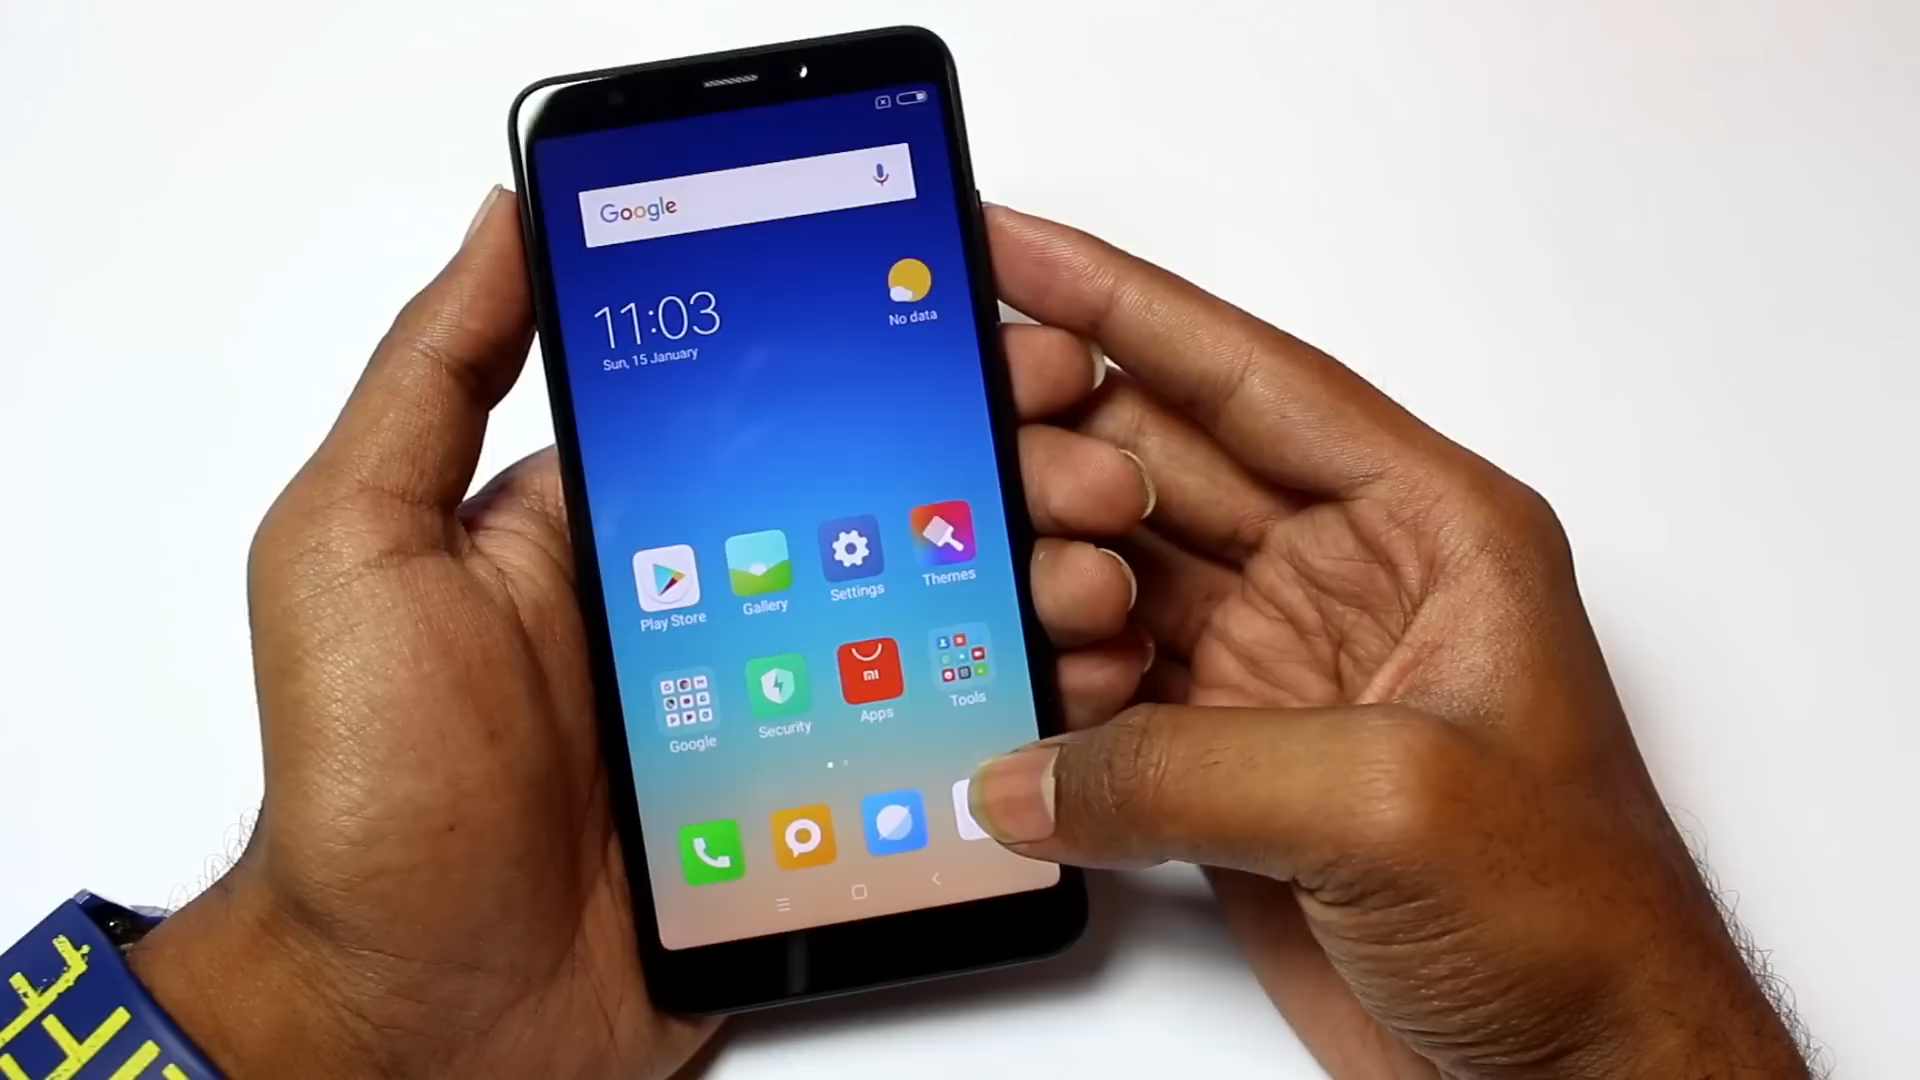 Google
11:03
Sun, 15 January
No data
Play Store
Gallery
Settings
Themes
Google
Security
mi
Apps
Tools